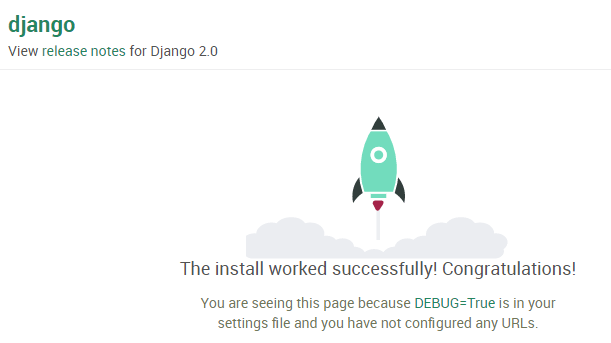 django
View release notes for Django 2.0
The install worked successfully! Congratulations!
You are seeing this page because DEBUG=True is in your
settings file and you have not configured any URLs.